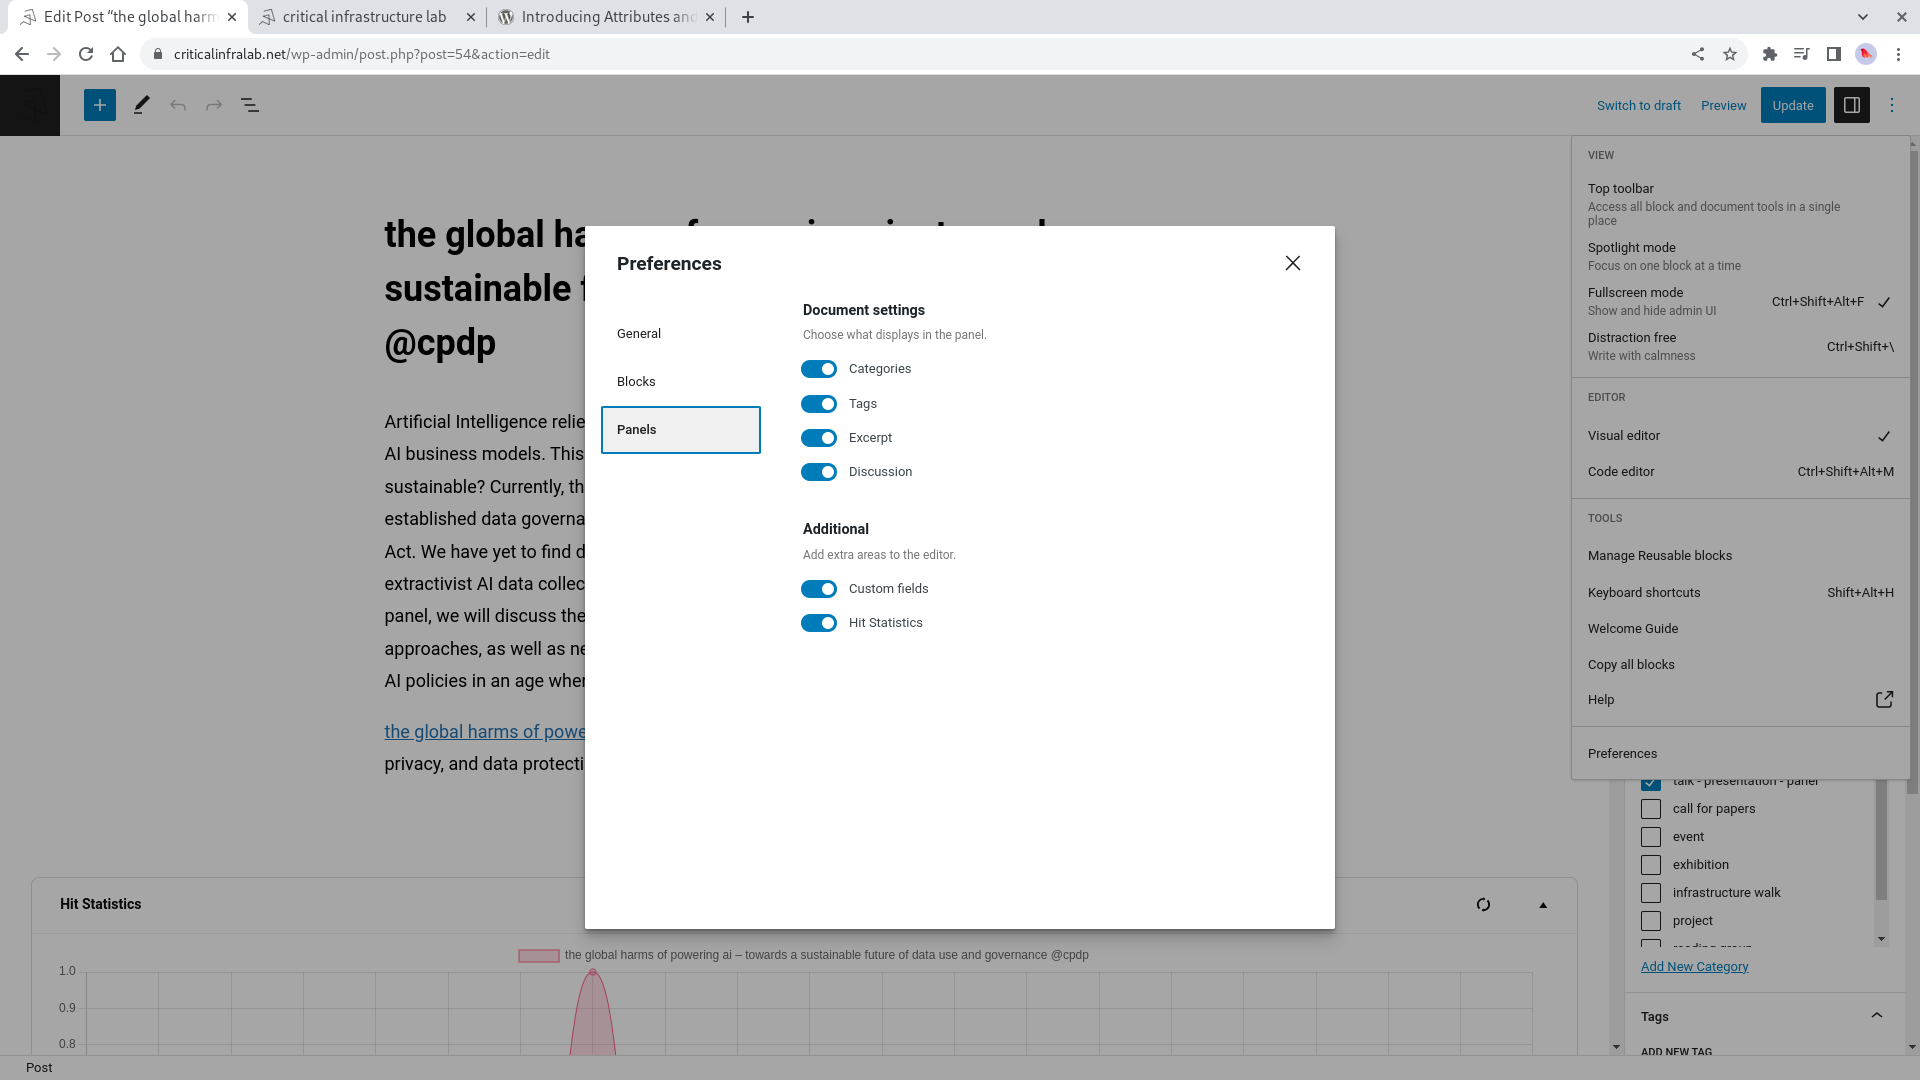 Edit Post “the global harm
critical infrastructure lab
Introducing Attributes and
criticalinfralab.net/wp-admin/post.php?post=54&action=edit
Switch to draft
Preview
Update
the global ha
sustainable f
@cpdp
Artificial Intelligence relie
AI business models. This
sustainable? Currently, th
established data governa
Act. We have yet to find d
extractivist AI data collec
panel, we will discuss the
approaches, as well as ne
AI policies in an age wher
the global harms of powe
privacy, and data protecti
Preferences
General
Blocks
Panels
Document settings
Choose what displays in the panel.
Categories
Tags
Excerpt
Discussion
Additional
Add extra areas to the editor.
Custom fields
Hit Statistics
VIEW
Top toolbar
Access all block and document tools in a single
place
Spotlight mode
Focus on one block at a time
Fullscreen mode
Show and hide admin UI
Ctrl+Shift+Alt+F
Distraction free
Write with calmness
Ctrl+Shift+\
EDITOR
Visual editor
Code editor
Ctrl+Shift+Alt+M
TOOLS
Manage Reusable blocks
Keyboard shortcuts
Shift+Alt+H
Welcome Guide
Copy all blocks
Help
Preferences
talk - presentation - panel
call for papers
event
exhibition
infrastructure walk
project
reading group
Add New Category
Tags
ADD NEW TAG
Hit Statistics
the global harms of powering ai – towards a sustainable future of data use and governance @cpdp
1.0
0.9
0.8
Post